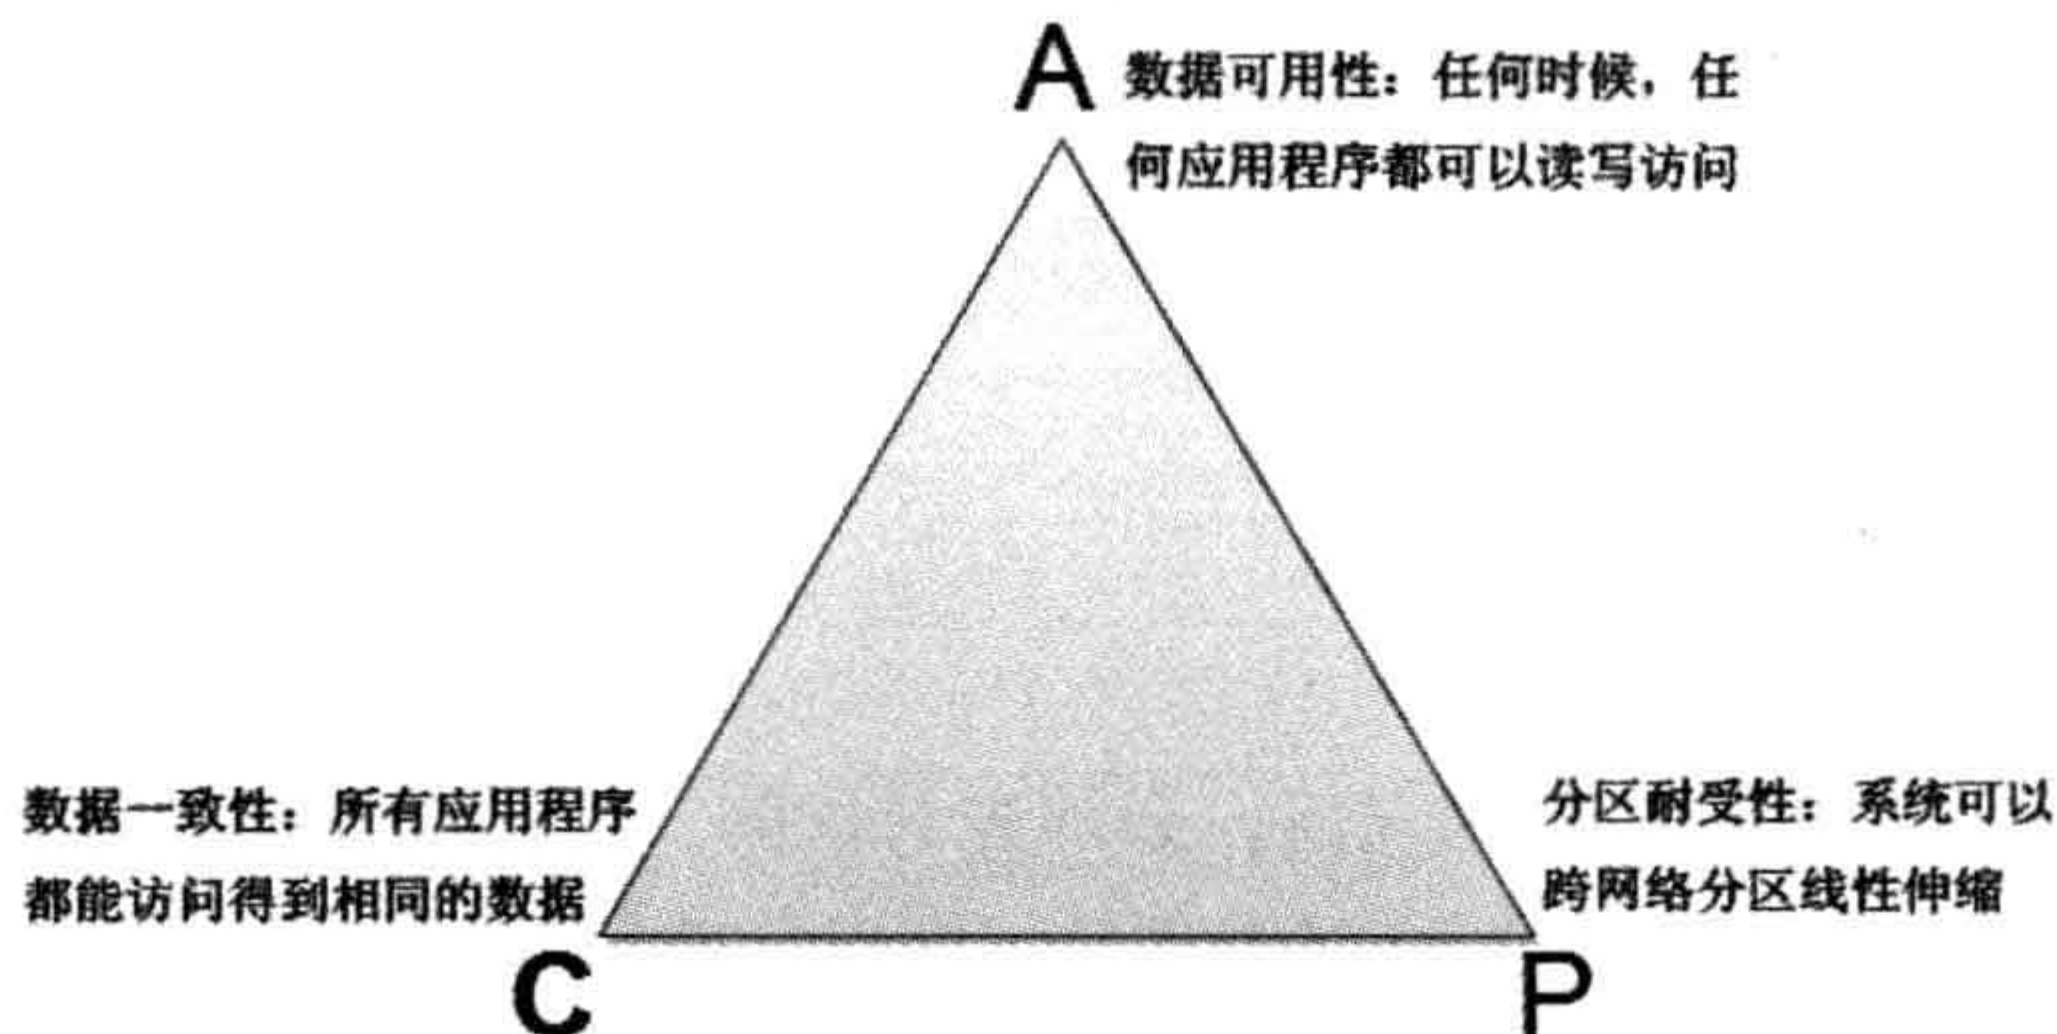 A
数据可用性：任何时候，任
何应用程序都可以读写访问
数据一致性：所有应用程序
都能访问得到相同的数据
C
分区耐受性：系统可以
跨网络分区线性伸缩
P